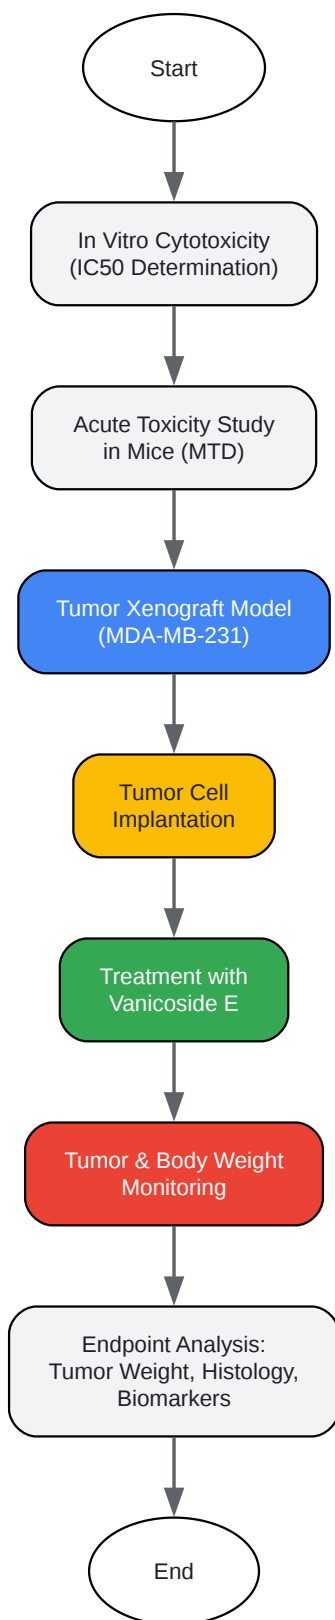 Start
In Vitro Cytotoxicity
(IC50 Determination)
Acute Toxicity Study
in Mice (MTD)
Tumor Xenograft Model
(MDA-MB-231)
Tumor Cell
Implantation
Treatment with
Vanicoside E
Tumor & Body Weight
Monitoring
Endpoint Analysis:
Tumor Weight, Histology,
Biomarkers
End